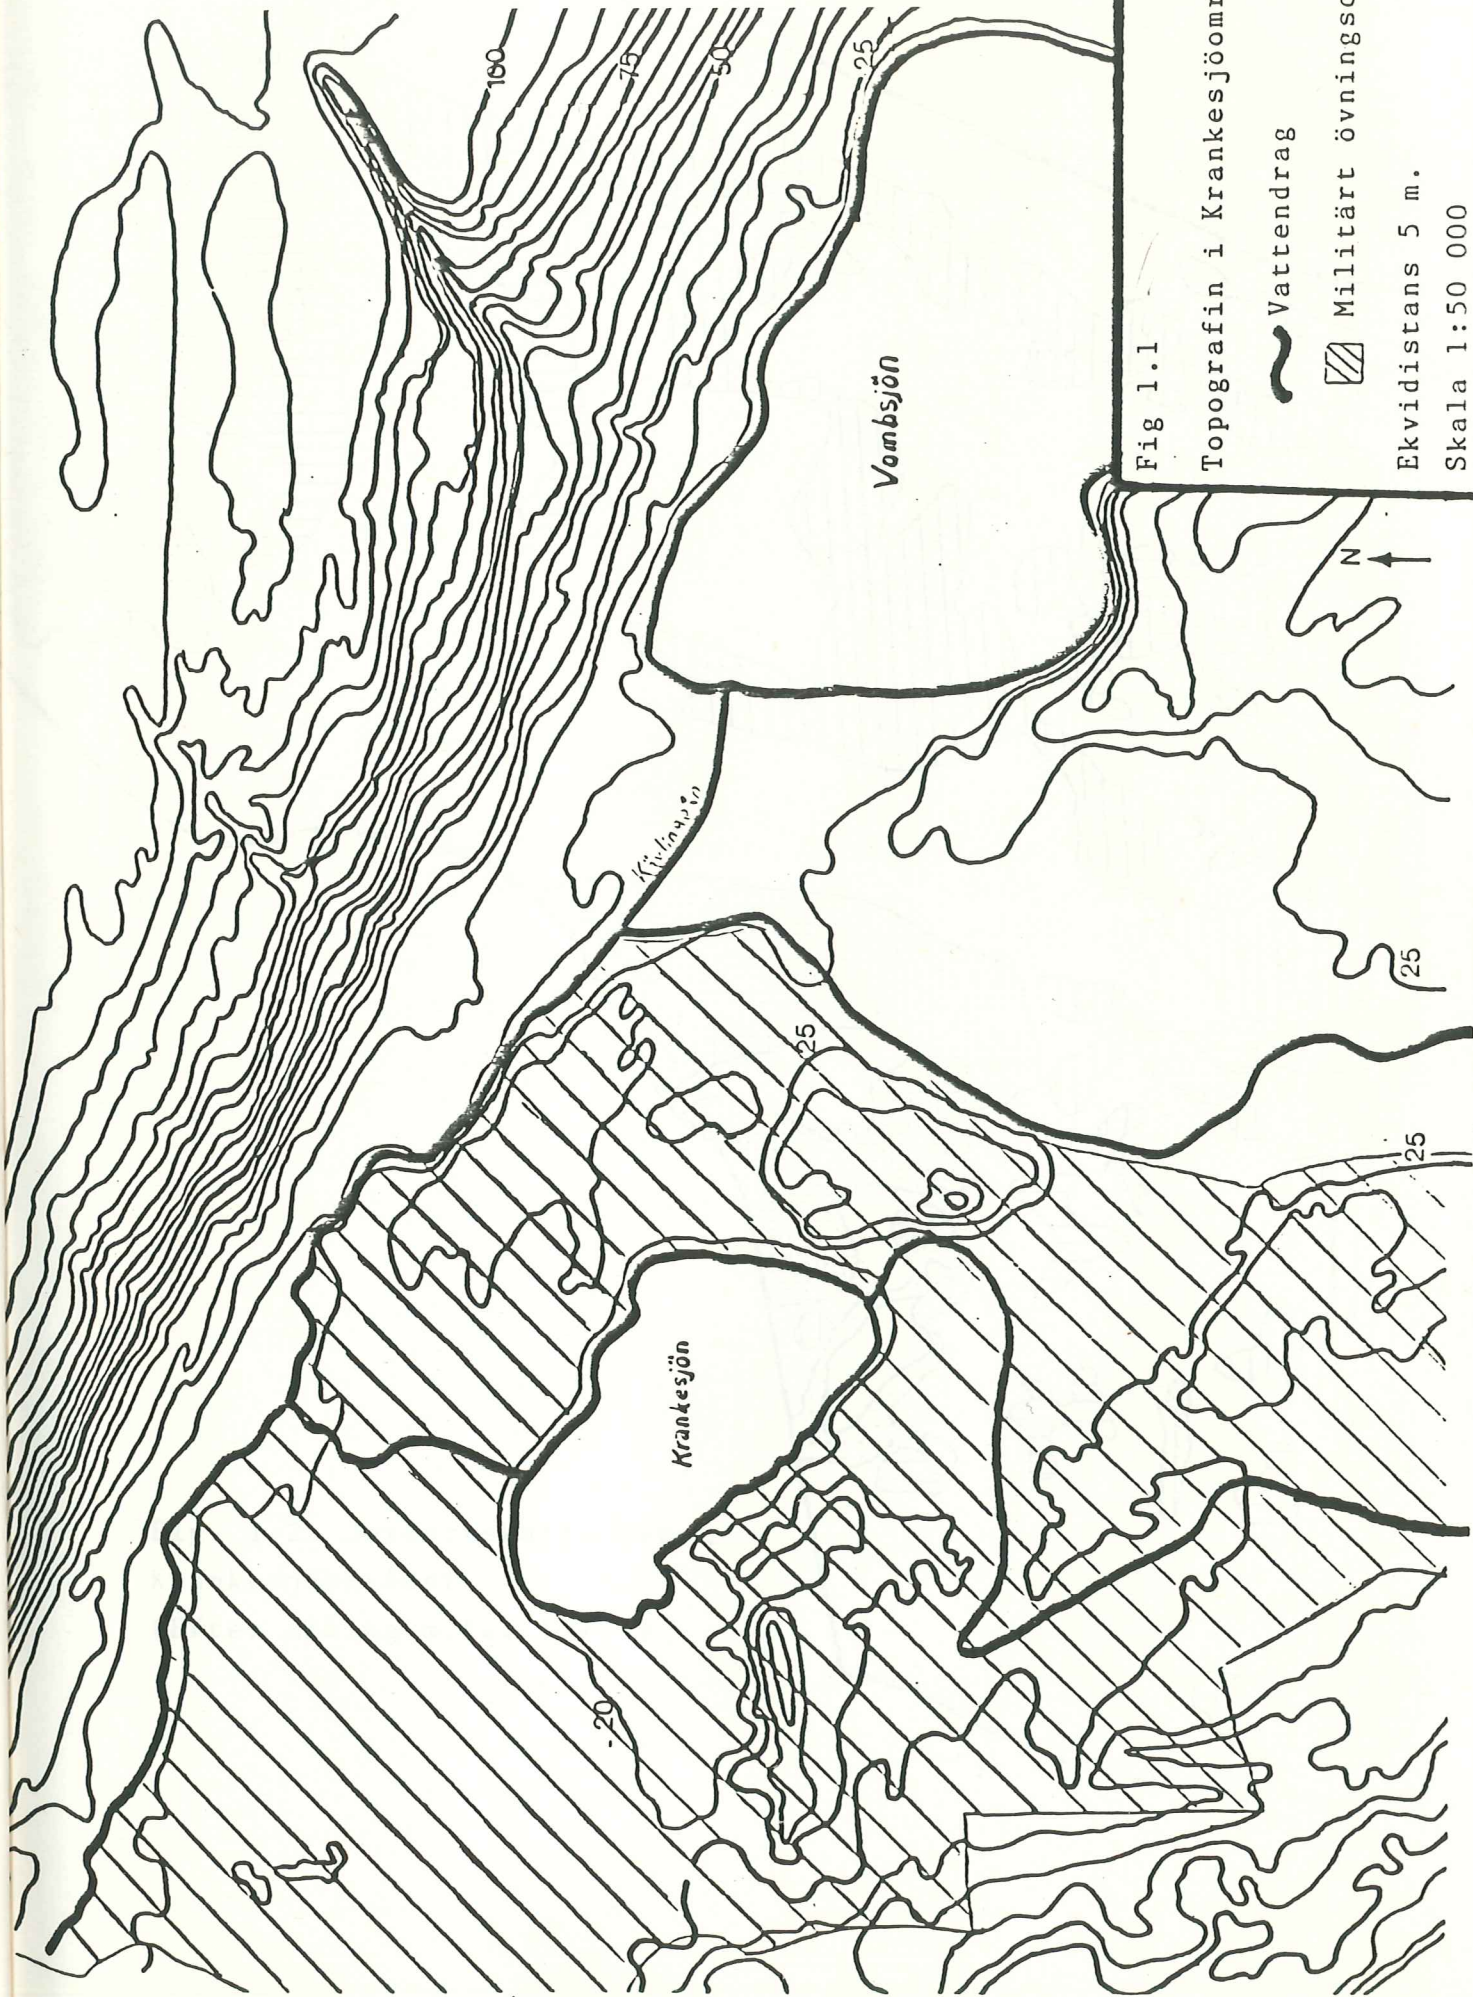 100
75
50
25
Vombsjön
25
25
25
Krankesjön
-20
N
Fig 1.1
Topografin i Krankesjöomr
Vattendrag
Militärt övningso
Ekvidistans 5 m.
Skala 1:50 000